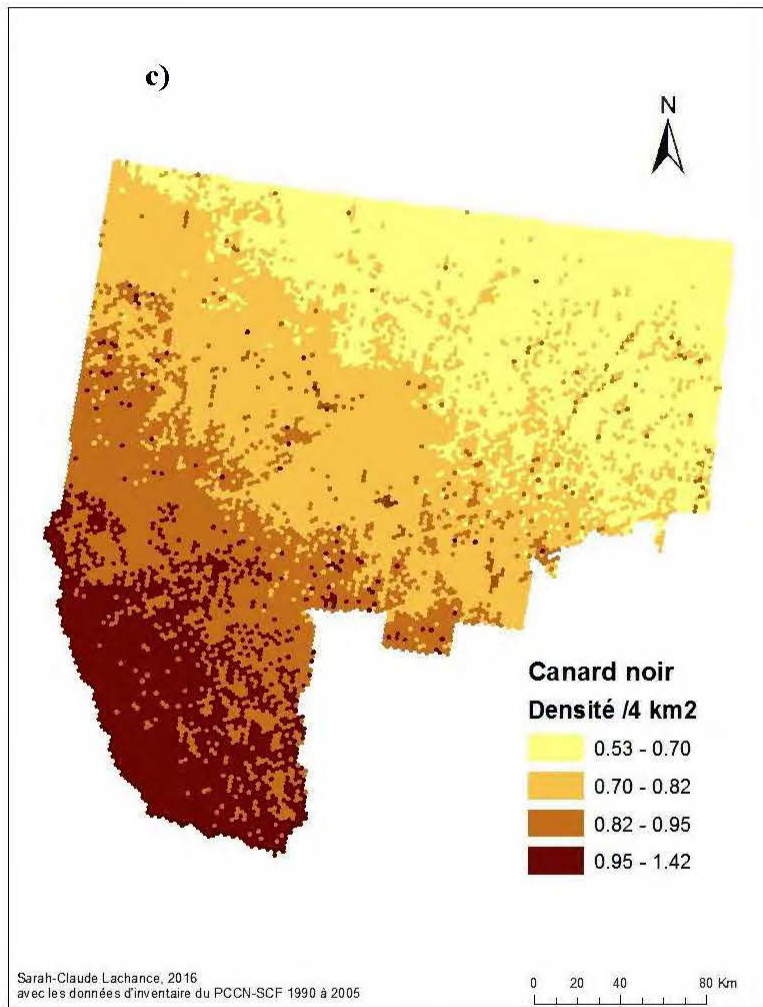 c)
N
Canard noir
Densité /4 km2
0.53 - 0.70
0.70 - 0.82
0.82 - 0.95
0.95 - 1.42
Sarah-Claude Lachance, 2016
avec les données d'inventaire du PCCN-SCF 1990 à 2005
0 20 40 80 Km